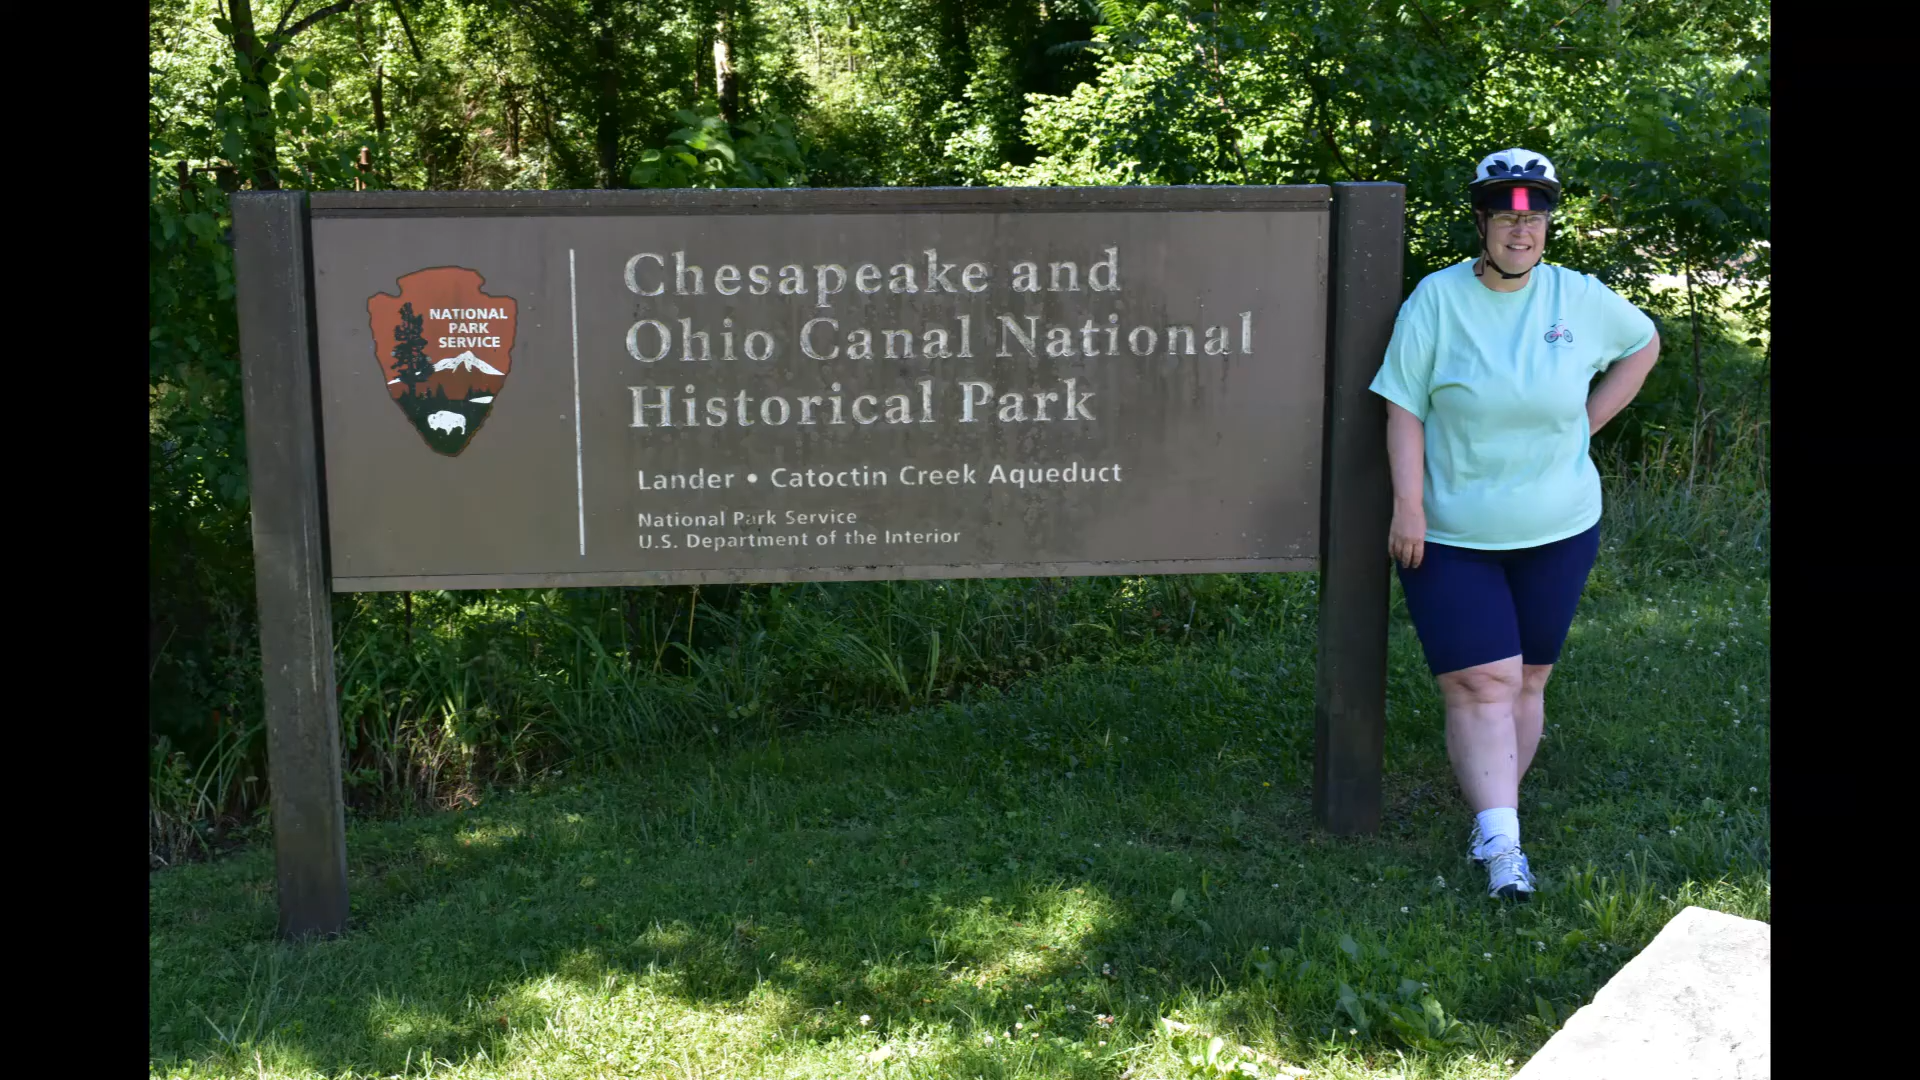 NATIONAL
PARK
SERVICE
Chesapeake and
Ohio Canal National
Historical Park
Lander • Catoctin Creek Aqueduct
National Park Service
U.S. Department of the Interior